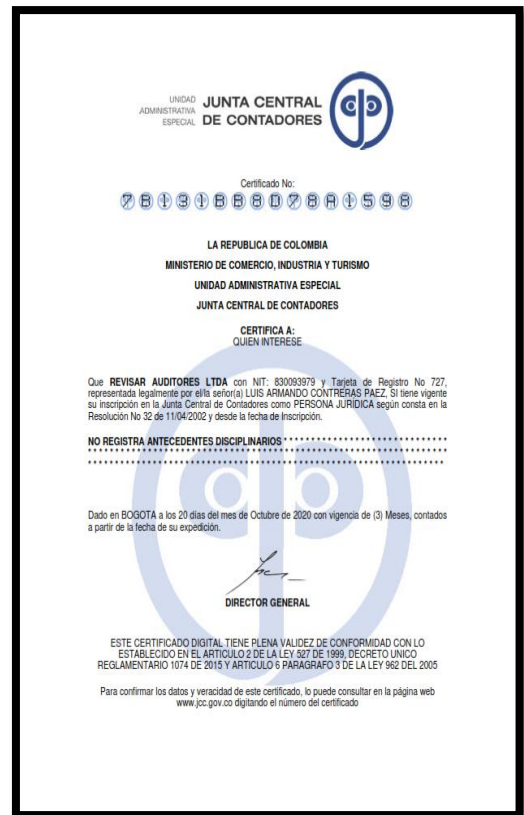 UNIDAD
ADMINISTRATIVA
ESPECIAL
JUNTA CENTRAL
DE CONTADORES
Certificado No:
7B131BB8D78A1598
LA REPUBLICA DE COLOMBIA
MINISTERIO DE COMERCIO, INDUSTRIA Y TURISMO
UNIDAD ADMINISTRATIVA ESPECIAL
JUNTA CENTRAL DE CONTADORES
CERTIFICA A:
QUIEN INTERESE
Que REVISAR AUDITORES LTDA con NIT: 830093979 y Tarjeta de Registro No 727,
representada legalmente por el/la señor(a) LUIS ARMANDO CONTRERAS PAEZ, SI tiene vigente
su inscripción en la Junta Central de Contadores como PERSONA JURÍDICA según consta en la
Resolución No 32 de 11/04/2002 y desde la fecha de Inscripción.
NO REGISTRA ANTECEDENTES DISCIPLINARIOS * * * * * * * * * * * * * * * * * * * * * * * * * * * * * *
* * * * * * * * * * * * * * * * * * * * * * * * * * * * * * * * * * * * * * * * * * * * * * * * * * * * * * * * * * * * * * * * * *
* * * * * * * * * * * * * * * * * * * * * * * * * * * * * * * * * * * * * * * * * * * * * * * * * * * * * * * * * * * * * * * * * *
Dado en BOGOTA a los 20 días del mes de Octubre de 2020 con vigencia de (3) Meses, contados
a partir de la fecha de su expedición.
DIRECTOR GENERAL
ESTE CERTIFICADO DIGITAL TIENE PLENA VALIDEZ DE CONFORMIDAD CON LO
ESTABLECIDO EN EL ARTICULO 2 DE LA LEY 527 DE 1999, DECRETO UNICO
REGLAMENTARIO 1074 DE 2015 Y ARTICULO 6 PARAGRAFO 3 DE LA LEY 962 DEL 2005
Para confirmar los datos y veracidad de este certificado, lo puede consultar en la página web
www.jcc.gov.co digitando el número del certificado